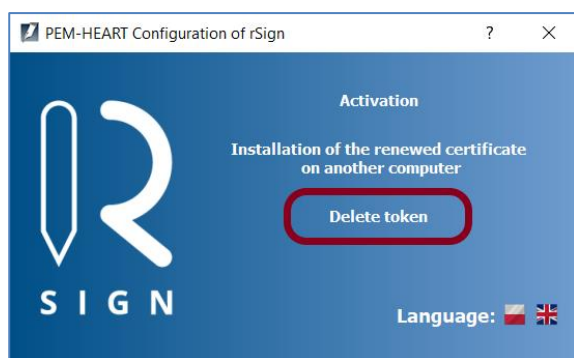 PEM-HEART Configuration of rSign
?
Activation
Installation of the renewed certificate
on another computer
Delete token
R
SIGN
Language: